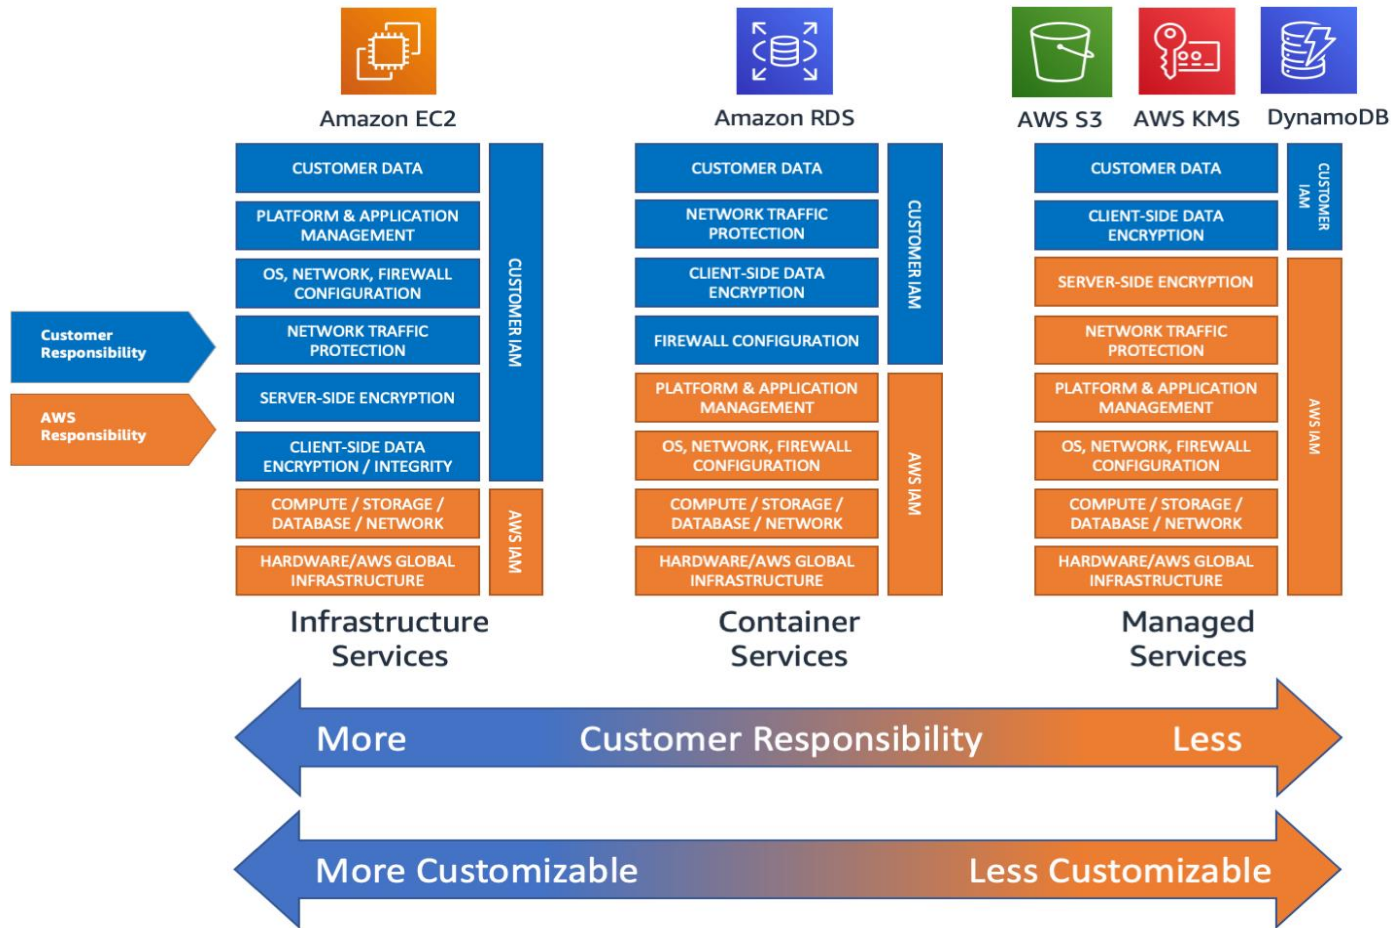 Amazon EC2
Amazon RDS
AWS S3
AWS KMS
DynamoDB
Customer
Responsibility
AWS
Responsibility
CUSTOMER DATA
PLATFORM & APPLICATION
MANAGEMENT
OS, NETWORK, FIREWALL
CONFIGURATION
NETWORK TRAFFIC
PROTECTION
SERVER-SIDE ENCRYPTION
CLIENT-SIDE DATA
ENCRYPTION / INTEGRITY
COMPUTE / STORAGE /
DATABASE / NETWORK
HARDWARE/AWS GLOBAL
INFRASTRUCTURE
CUSTOMER IAM
AWS IAM
Infrastructure
Services
CUSTOMER DATA
NETWORK TRAFFIC
PROTECTION
CLIENT-SIDE DATA
ENCRYPTION
FIREWALL CONFIGURATION
PLATFORM & APPLICATION
MANAGEMENT
OS, NETWORK, FIREWALL
CONFIGURATION
COMPUTE / STORAGE /
DATABASE / NETWORK
HARDWARE/AWS GLOBAL
INFRASTRUCTURE
CUSTOMER IAM
AWS IAM
Container
Services
CUSTOMER DATA
CLIENT-SIDE DATA
ENCRYPTION
SERVER-SIDE ENCRYPTION
NETWORK TRAFFIC
PROTECTION
PLATFORM & APPLICATION
MANAGEMENT
OS, NETWORK, FIREWALL
CONFIGURATION
COMPUTE / STORAGE /
DATABASE / NETWORK
HARDWARE/AWS GLOBAL
INFRASTRUCTURE
CUSTOMER
IAM
AWS IAM
Managed
Services
More Customer Responsibility Less
More Customizable Less Customizable